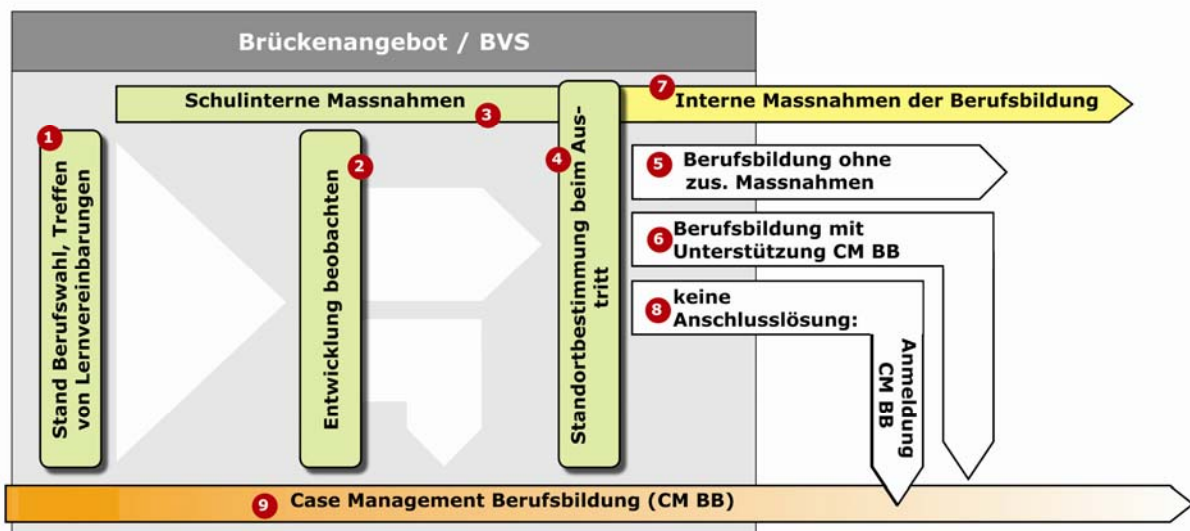 Brückenangebot / BVS
Schulinterne Massnahmen
3
7
Interne Massnahmen der Berufsbildung
1
Stand Berufswahl, Treffen
von Lernvereinbarungen
2
Entwicklung beobachten
4
Standortbestimmung beim Aus-
tritt
5
Berufsbildung ohne
zus. Massnahmen
6
Berufsbildung mit
Unterstützung CM BB
8
keine
Anschlusslösung:
Anmeldung
CM BB
9
Case Management Berufsbildung (CM BB)